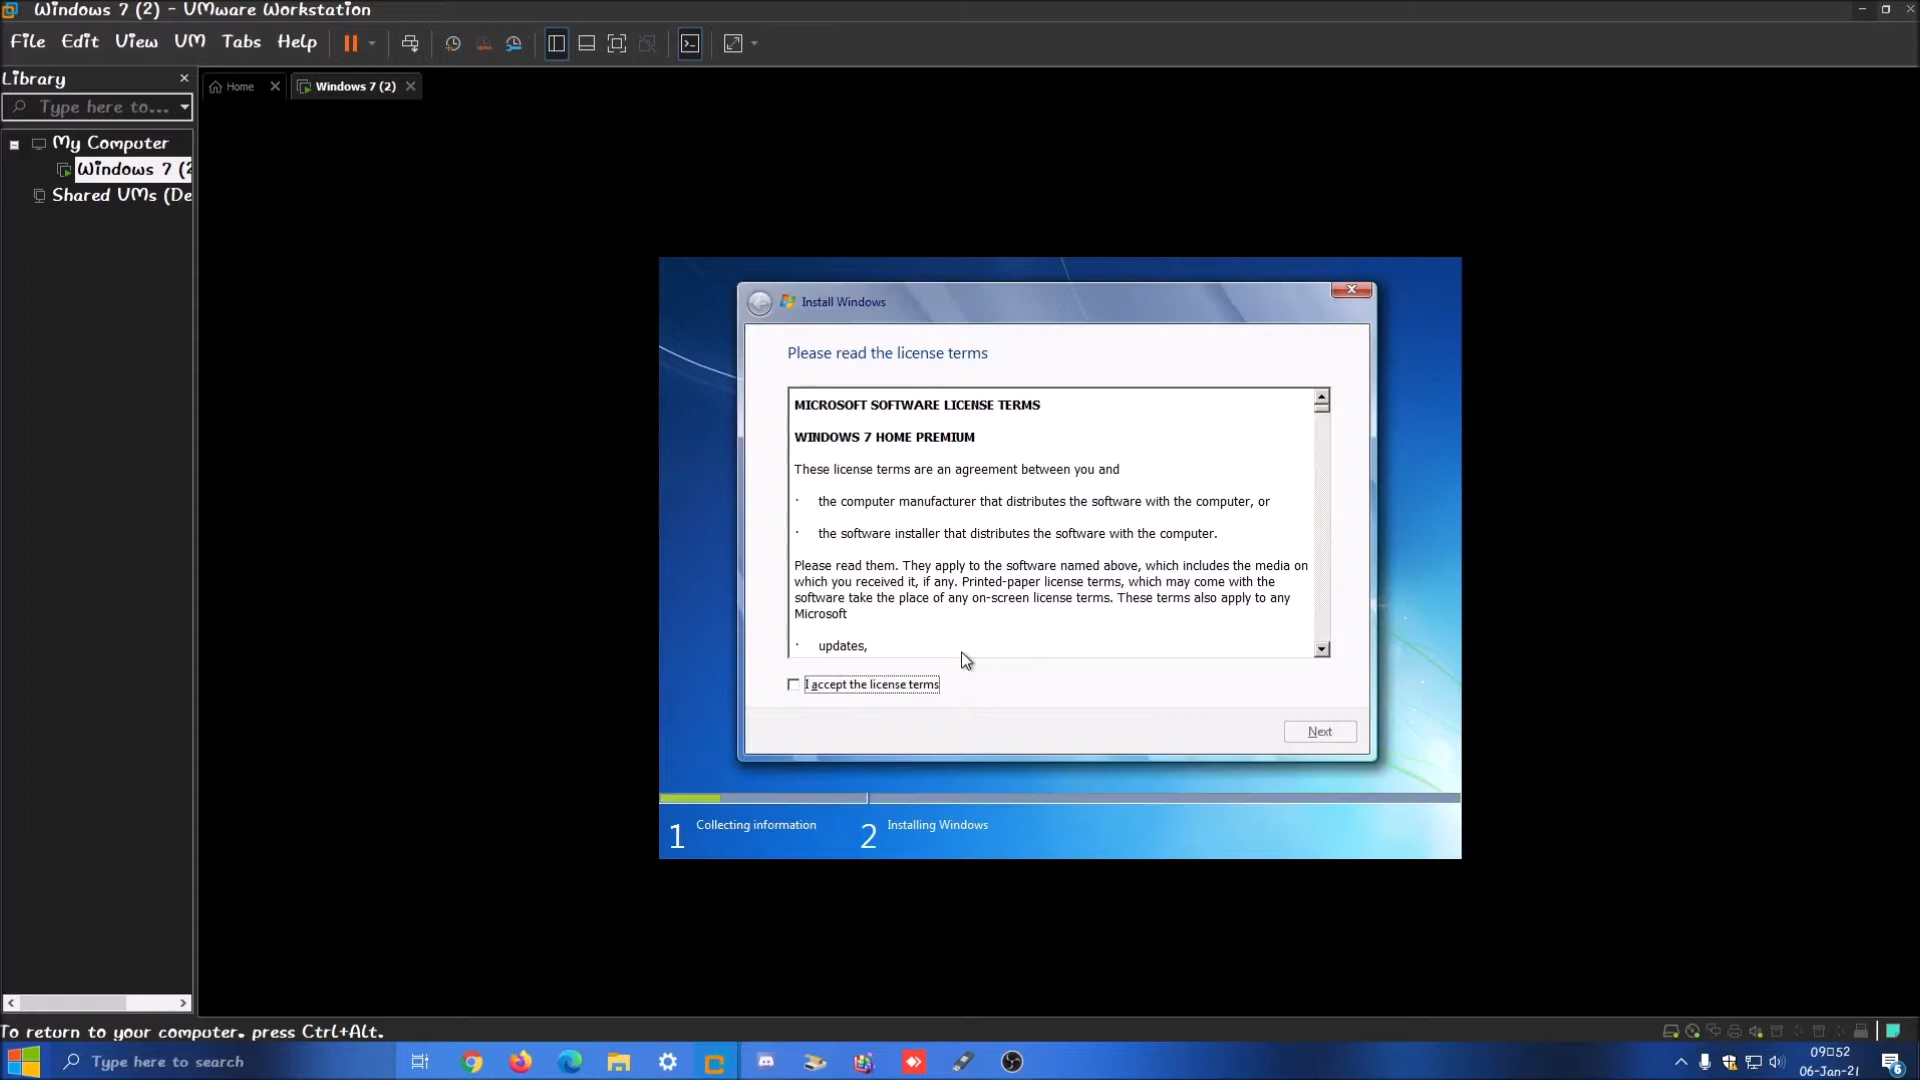 Windows 7 (2) - VMware Workstation
File Edit View VM Tabs Help
Library
Type here to...
My Computer
Windows 7 (2
Shared VMs (De
Home
Windows 7 (2)
Install Windows
Please read the license terms
MICROSOFT SOFTWARE LICENSE TERMS
WINDOWS 7 HOME PREMIUM
These license terms are an agreement between you and
· the computer manufacturer that distributes the software with the computer, or
· the software installer that distributes the software with the computer.
Please read them. They apply to the software named above, which includes the media on
which you received it, if any. Printed-paper license terms, which may come with the
software take the place of any on-screen license terms. These terms also apply to any
Microsoft
· updates,
I accept the license terms
Next
1 Collecting information
2 Installing Windows
To return to your computer, press Ctrl+Alt.
Type here to search
09□52
06-Jan-21
6